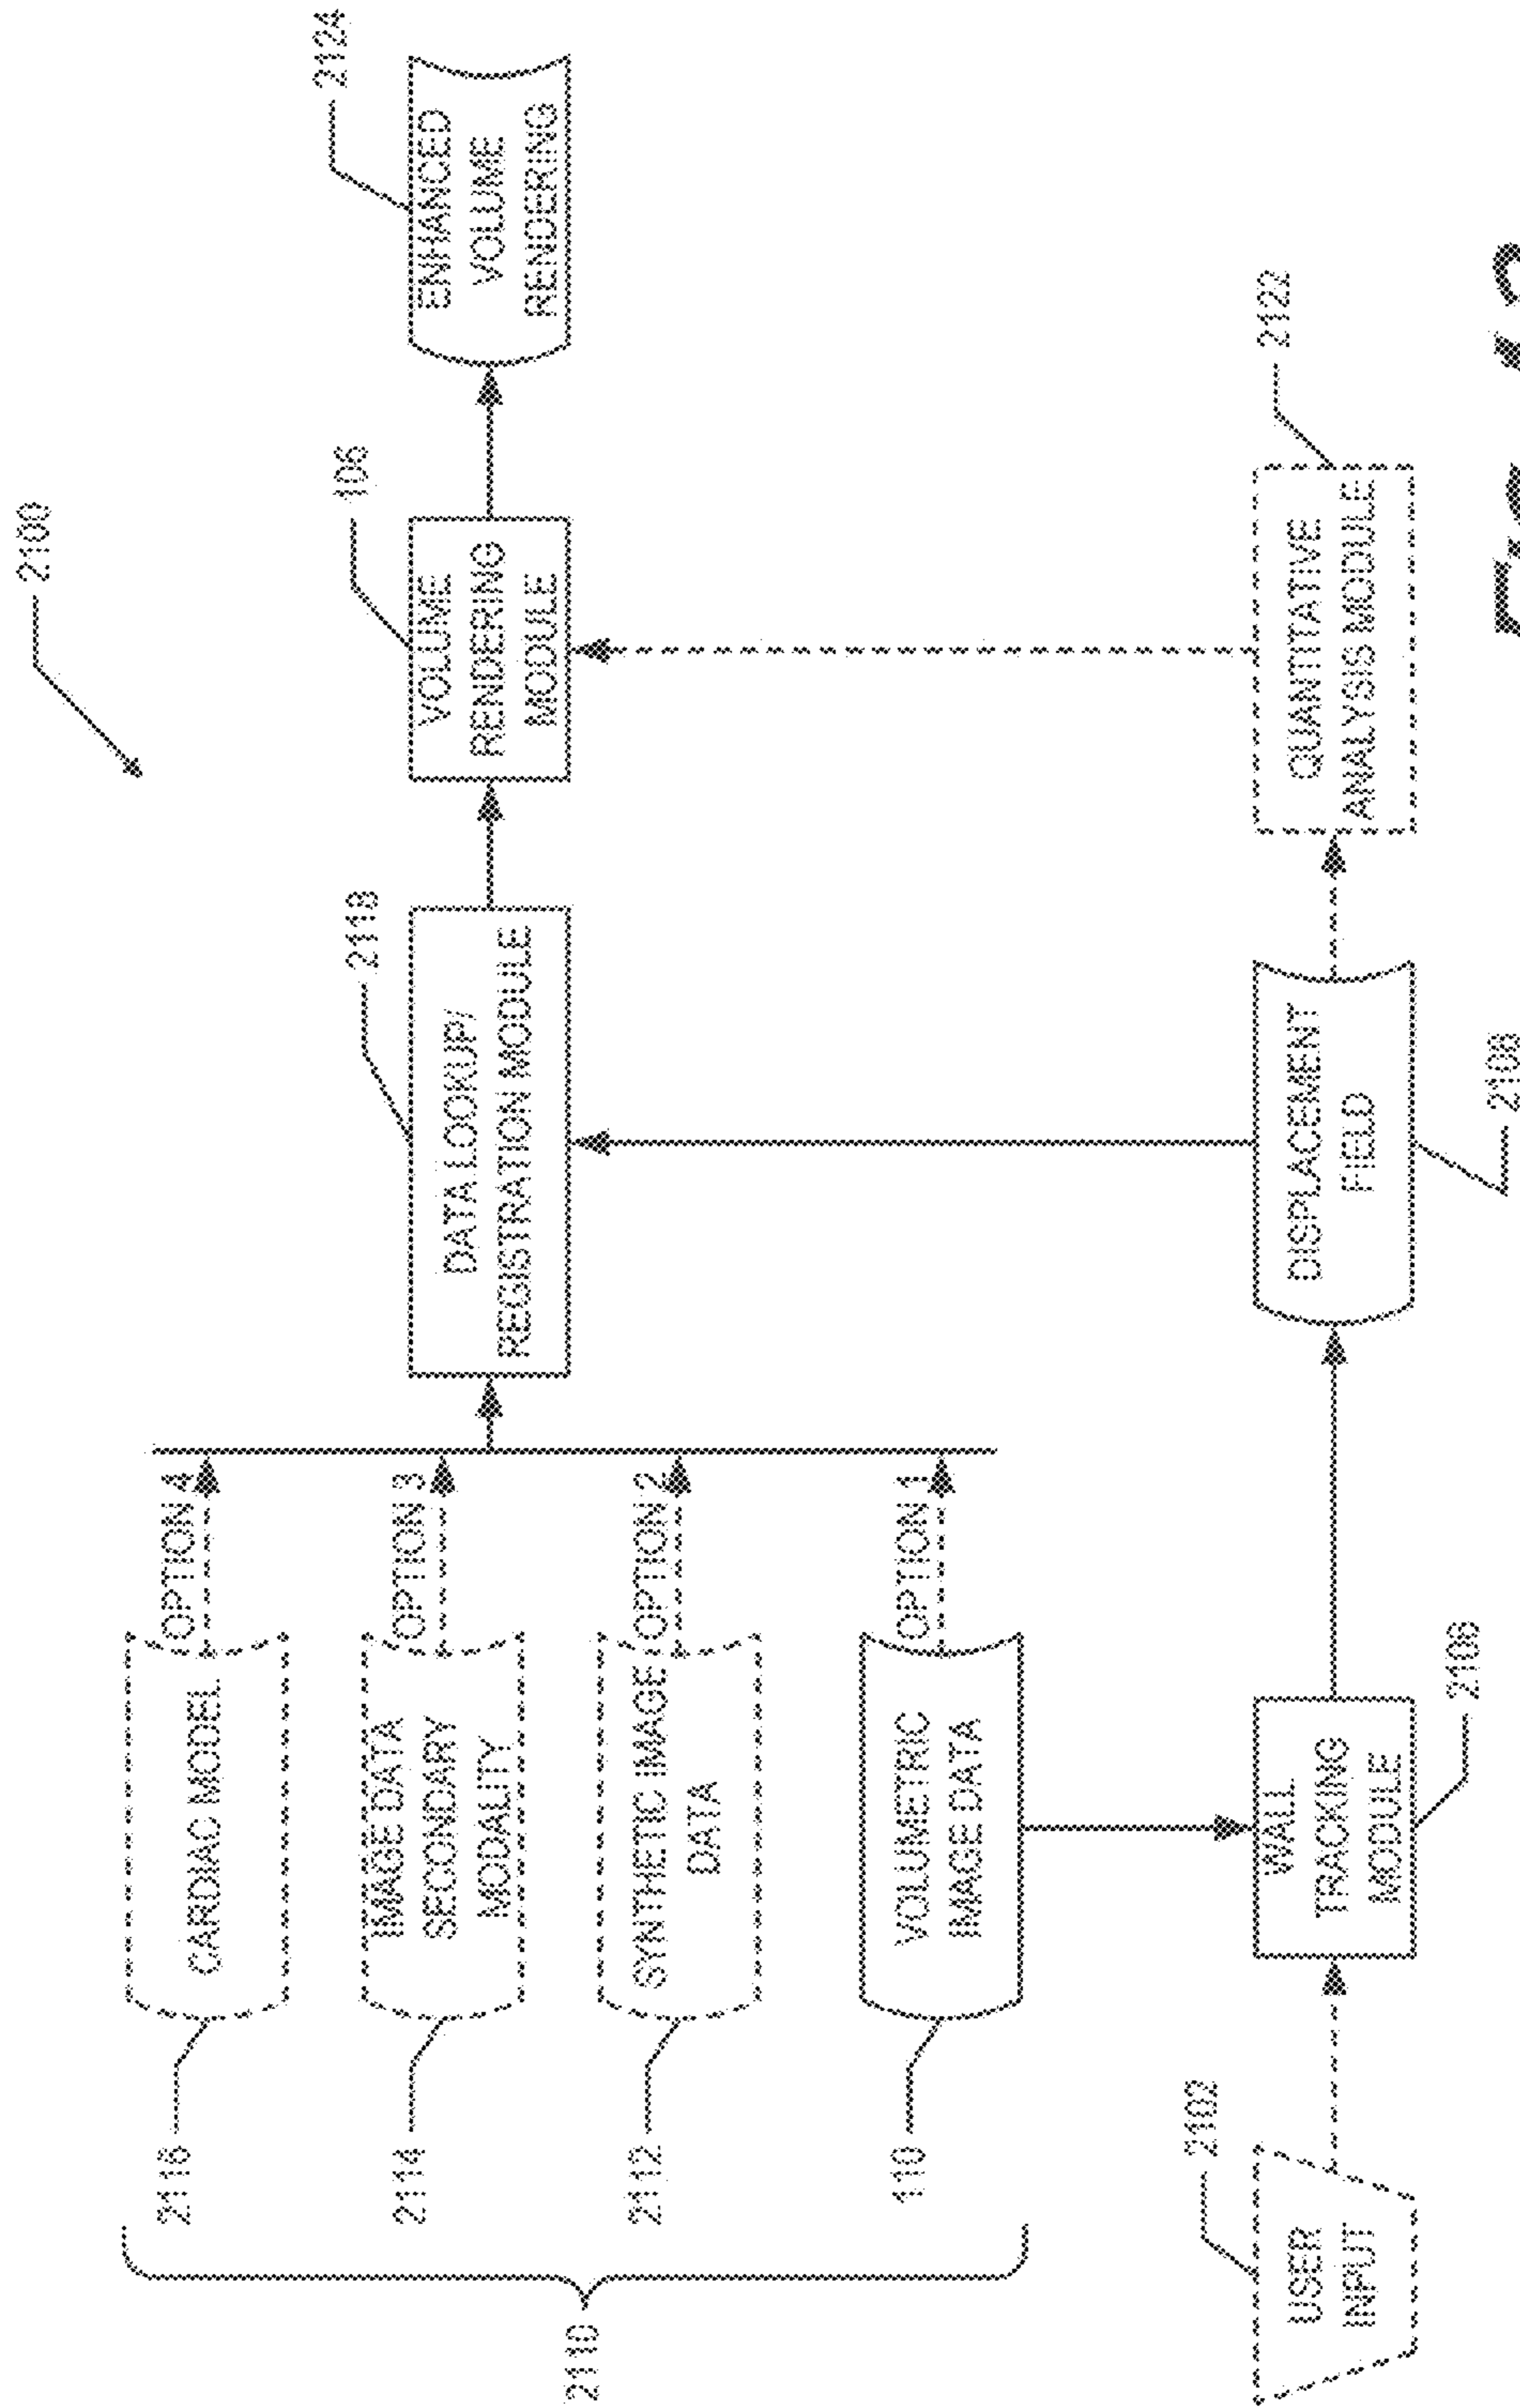 2100
2116
CARDIAC MODEL
OPTION 4
2114
IMAGE DATA
SECONDARY
MODALITY
OPTION 3
2112
SYNTHETIC IMAGE
DATA
OPTION 2
110
VOLUMETRIC
IMAGE DATA
OPTION 1
2110
2118
DATA LOOKUP/
REGISTRATION MODULE
106
VOLUME
RENDERING
MODULE
2124
ENHANCED
VOLUME
RENDERING
2102
USER
INPUT
WALL
TRACKING
MODULE
2106
DISPLACEMENT
FIELD
2108
2122
QUANTITATIVE
ANALYSIS MODULE